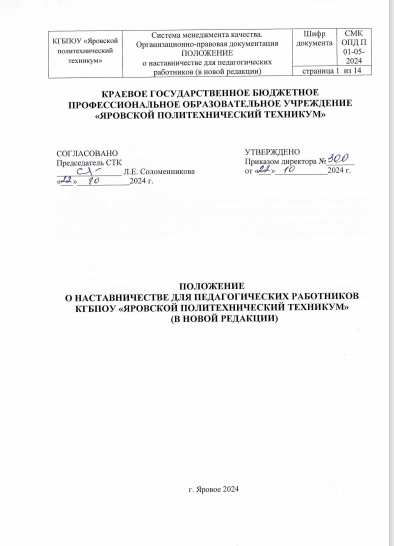 КГБПОУ «Яровской
политехнический
техникум»
Система менеджмента качества.
Организационно-правовая документация
ПОЛОЖЕНИЕ
о наставничестве для педагогических
работников (в новой редакции)
Шифр
документа
СМК
ОПД П
01-05-
2024
страница 1 из 14
КРАЕВОЕ ГОСУДАРСТВЕННОЕ БЮДЖЕТНОЕ
ПРОФЕССИОНАЛЬНОЕ ОБРАЗОВАТЕЛЬНОЕ УЧРЕЖДЕНИЕ
«ЯРОВСКОЙ ПОЛИТЕХНИЧЕСКИЙ ТЕХНИКУМ»
СОГЛАСОВАНО
Председатель СТК
Л.Е. Соломенникова
«22» 10 2024 г.
УТВЕРЖДЕНО
Приказом директора № 300
от «22» 10 2024 г.
ПОЛОЖЕНИЕ
О НАСТАВНИЧЕСТВЕ ДЛЯ ПЕДАГОГИЧЕСКИХ РАБОТНИКОВ
КГБПОУ «ЯРОВСКОЙ ПОЛИТЕХНИЧЕСКИЙ ТЕХНИКУМ»
(В НОВОЙ РЕДАКЦИИ)
г. Яровое 2024